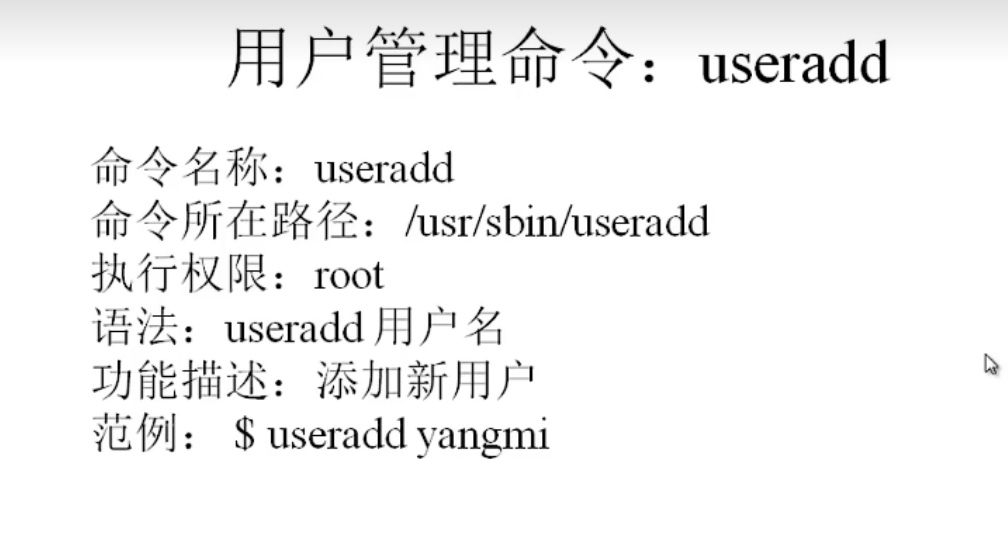 用户管理命令：useradd
命令名称：useradd
命令所在路径：/usr/sbin/useradd
执行权限：root
语法：useradd 用户名
功能描述：添加新用户
范例： $ useradd yangmi